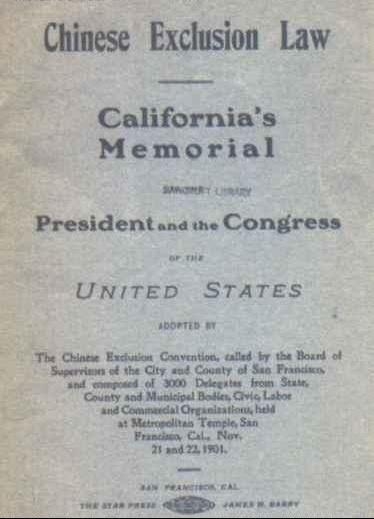 Chinese Exclusion Law
California's
Memorial
LIBRARY
President and the Congress
OF THE
UNITED STATES
ADOPTED BY
The Chinese Exclusion Convention, called by the Board of
Supervisors of the City and County of San Francisco,
and composed of 3000 Delegates from State,
County and Municipal Bodies, Civic, Labor
and Commercial Organizations, held
at Metropolitan Temple, San
Francisco, Cal., Nov.
21 and 22, 1901.
SAN FRANCISCO, CAL.
THE STAR PRESS JAMES H. BARRY